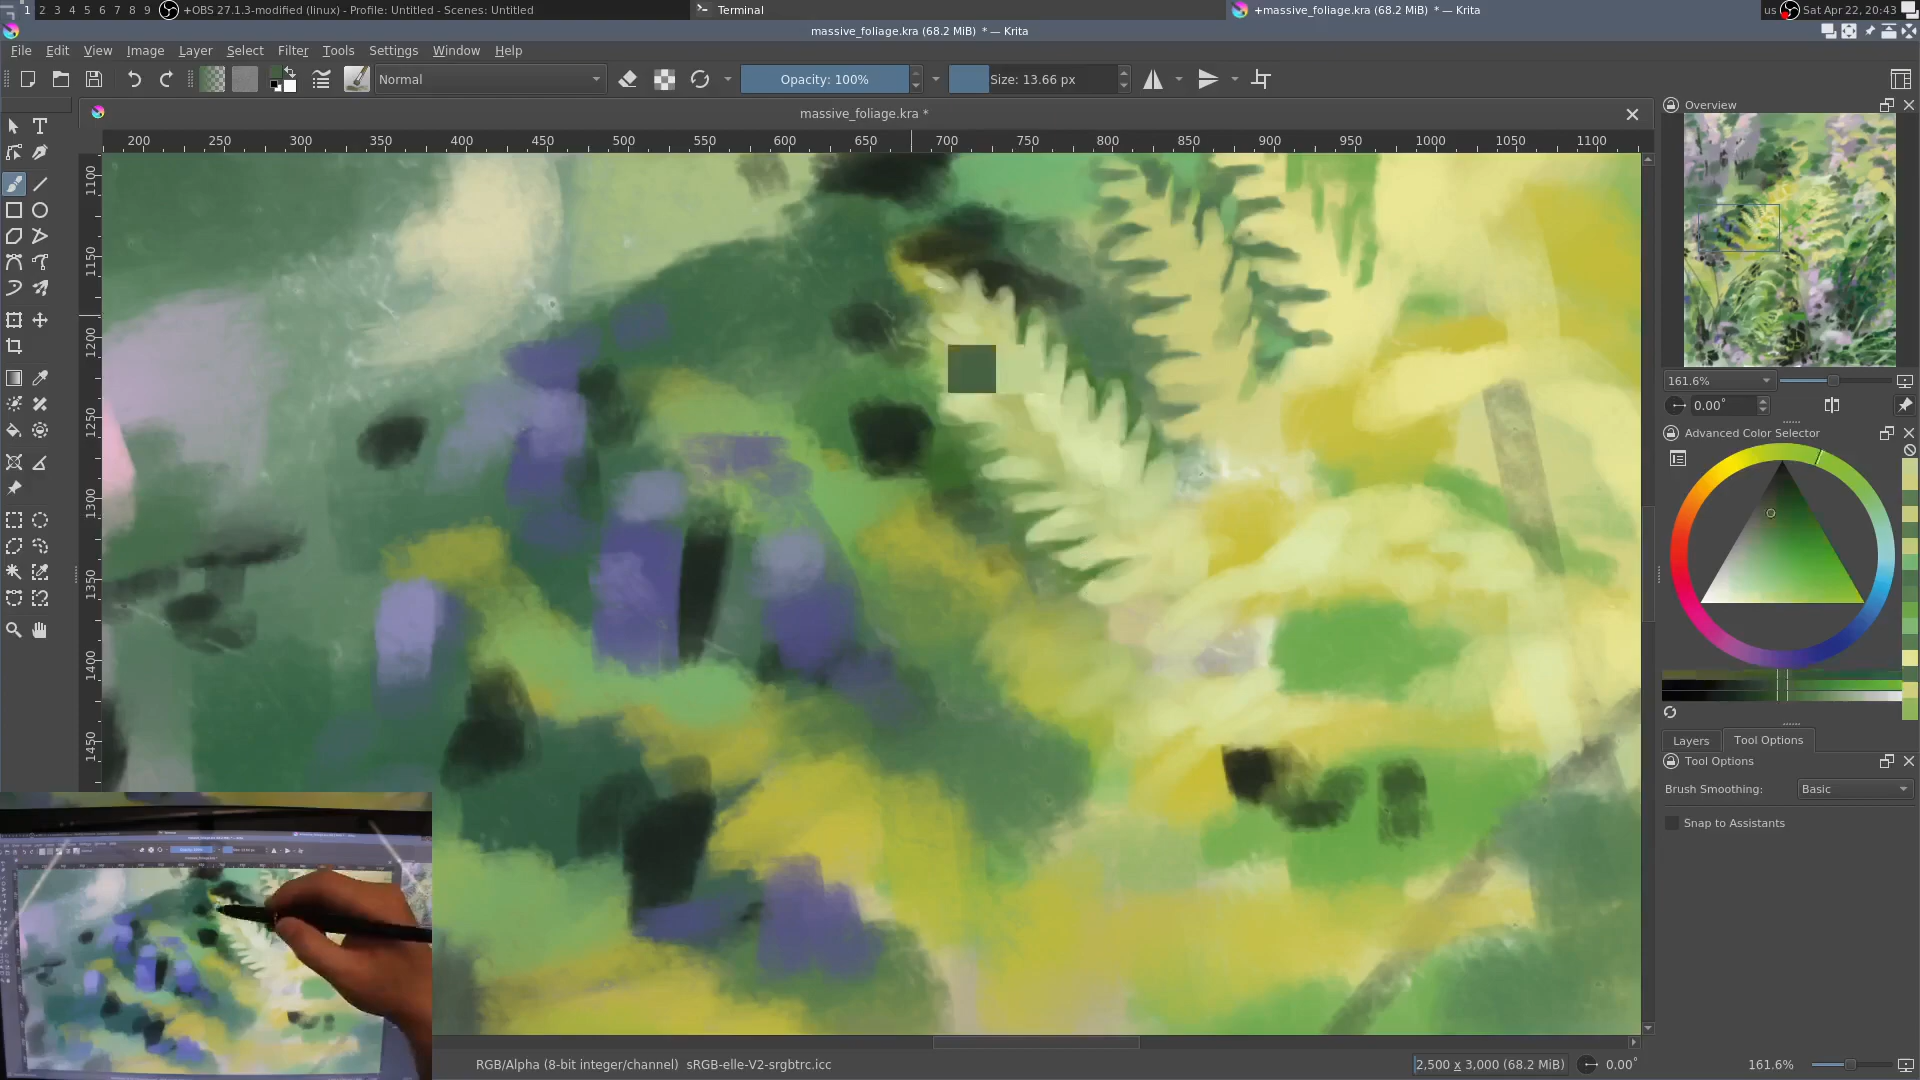 1 2 3 4 5 6 7 8 9 +OBS 27.1.3-modified (linux) - Profile: Untitled - Scenes: Untitled Terminal +massive_foliage.kra (68.2 MiB) * — Krita us Sat Apr 22, 20:43
massive_foliage.kra (68.2 MiB) * — Krita
File Edit View Image Layer Select Filter Tools Settings Window Help
Normal Opacity: 100% Size: 13.66 px
massive_foliage.kra *
200 250 300 350 400 450 500 550 600 650 700 750 800 850 900 950 1000 1050 1100
1100
1150
1200
1250
1300
1350
1400
1450
Overview
161.6%
0.00°
Advanced Color Selector
Layers Tool Options
Tool Options
Brush Smoothing: Basic
Snap to Assistants
RGB/Alpha (8-bit integer/channel) sRGB-elle-V2-srgbtrc.icc 2,500 x 3,000 (68.2 MiB) 0.00° 161.6%